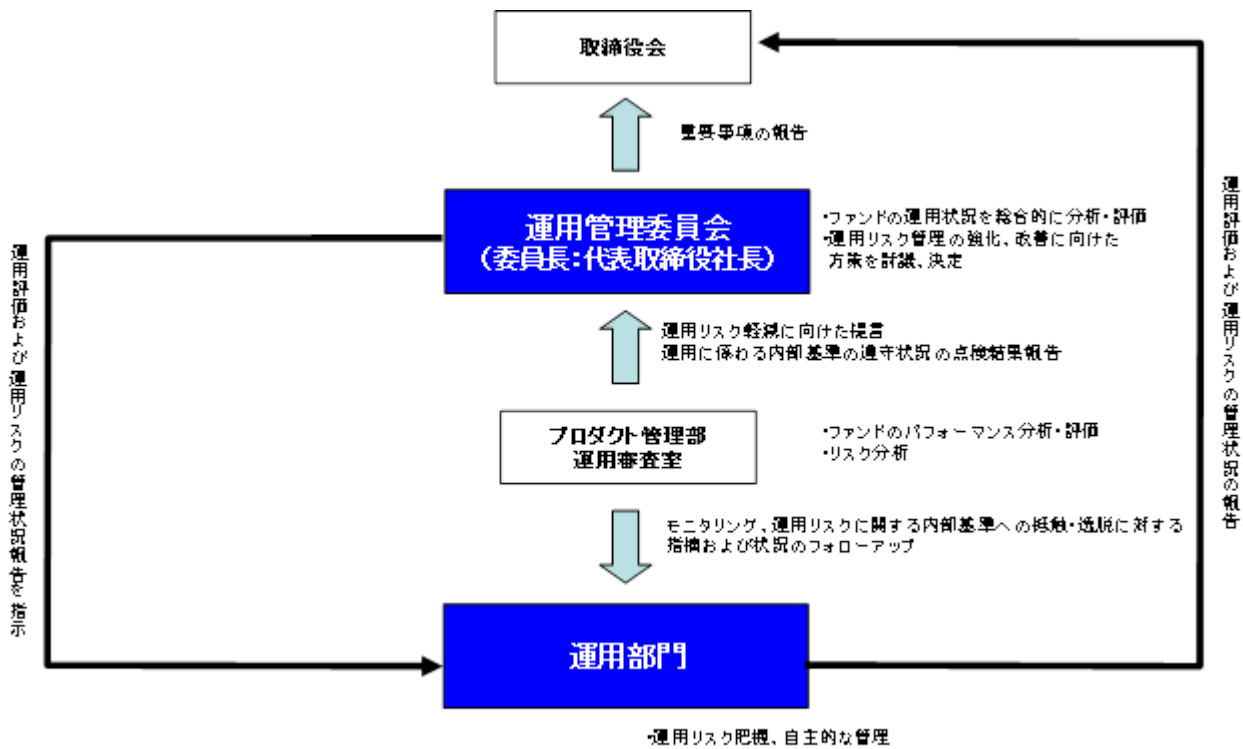 取締役会
重要事項の報告
運用管理委員会
(委員長:代表取締役社長)
・ファンドの運用状況を総合的に分析・評価
・運用リスク管理の強化、改善に向けた
方策を討議、決定
運用リスク軽減に向けた提言
運用に係わる内部基準の遵守状況の点検結果報告
プロダクト管理部
運用審査室
・ファンドのパフォーマンス分析・評価
・リスク分析
モニタリング、運用リスクに関する内部基準への抵触・逸脱に対する
指摘および状況のフォローアップ
運用部門
・運用リスク把握、自主的な管理
運用評価および運用リスクの管理状況報告を指示
運用評価および運用リスクの管理状況の報告